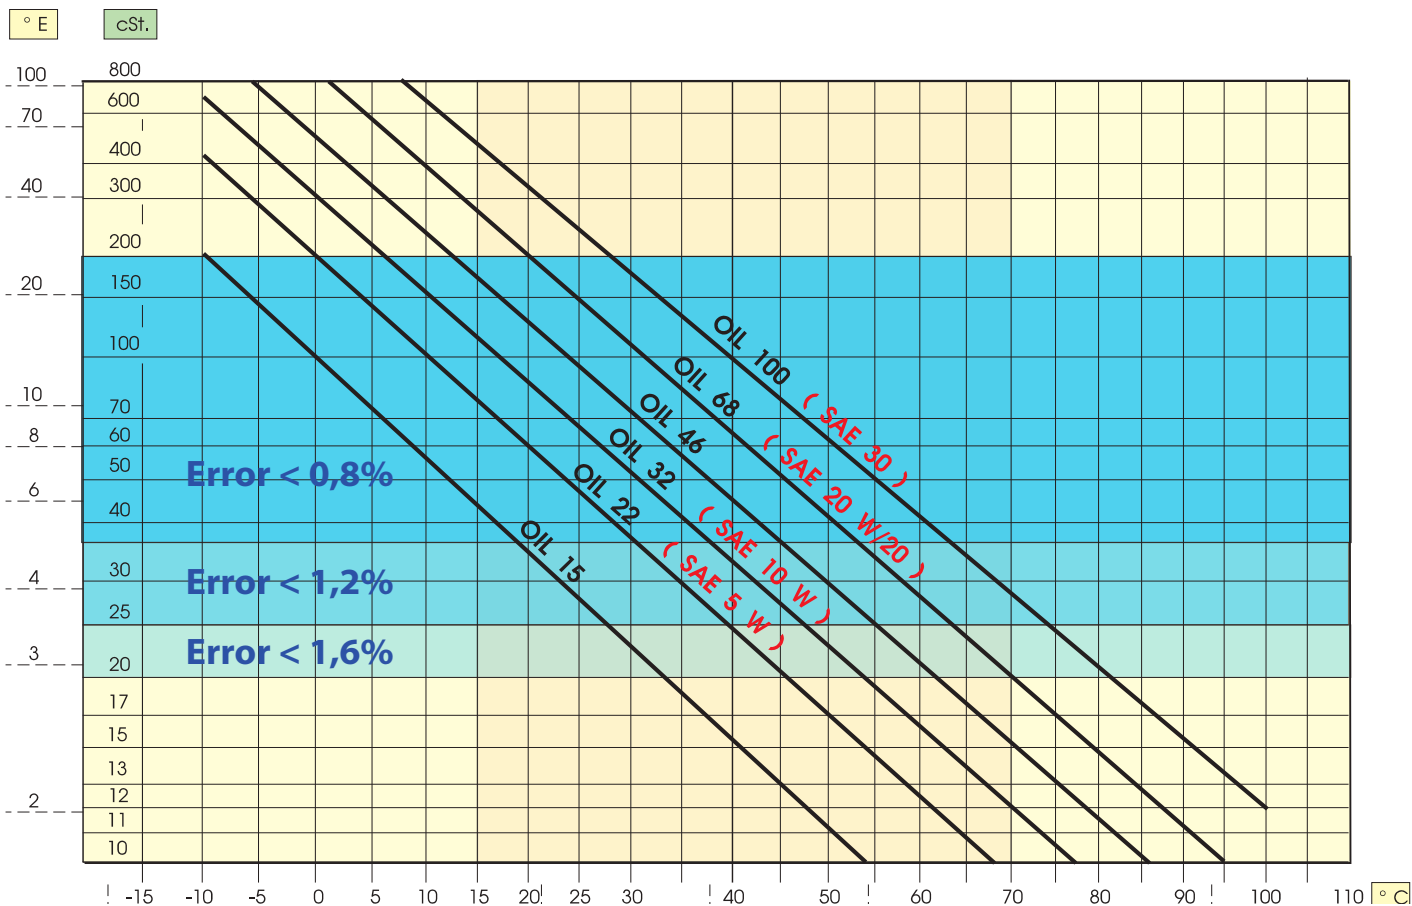 ° E
cSt.
100
800
600
70
400
40
300
200
20
150
100
10
70
8
60
50
6
40
4
30
25
3
20
17
15
13
2
12
11
10
OIL 100 ( SAE 30 )
OIL 68 ( SAE 20 W/20 )
OIL 46
OIL 32 ( SAE 10 W )
OIL 22 ( SAE 5 W )
OIL 15
Error < 0,8%
Error < 1,2%
Error < 1,6%
-15 -10 -5 0 5 10 15 20 25 30 40 50 60 70 80 90 100 110 ° C